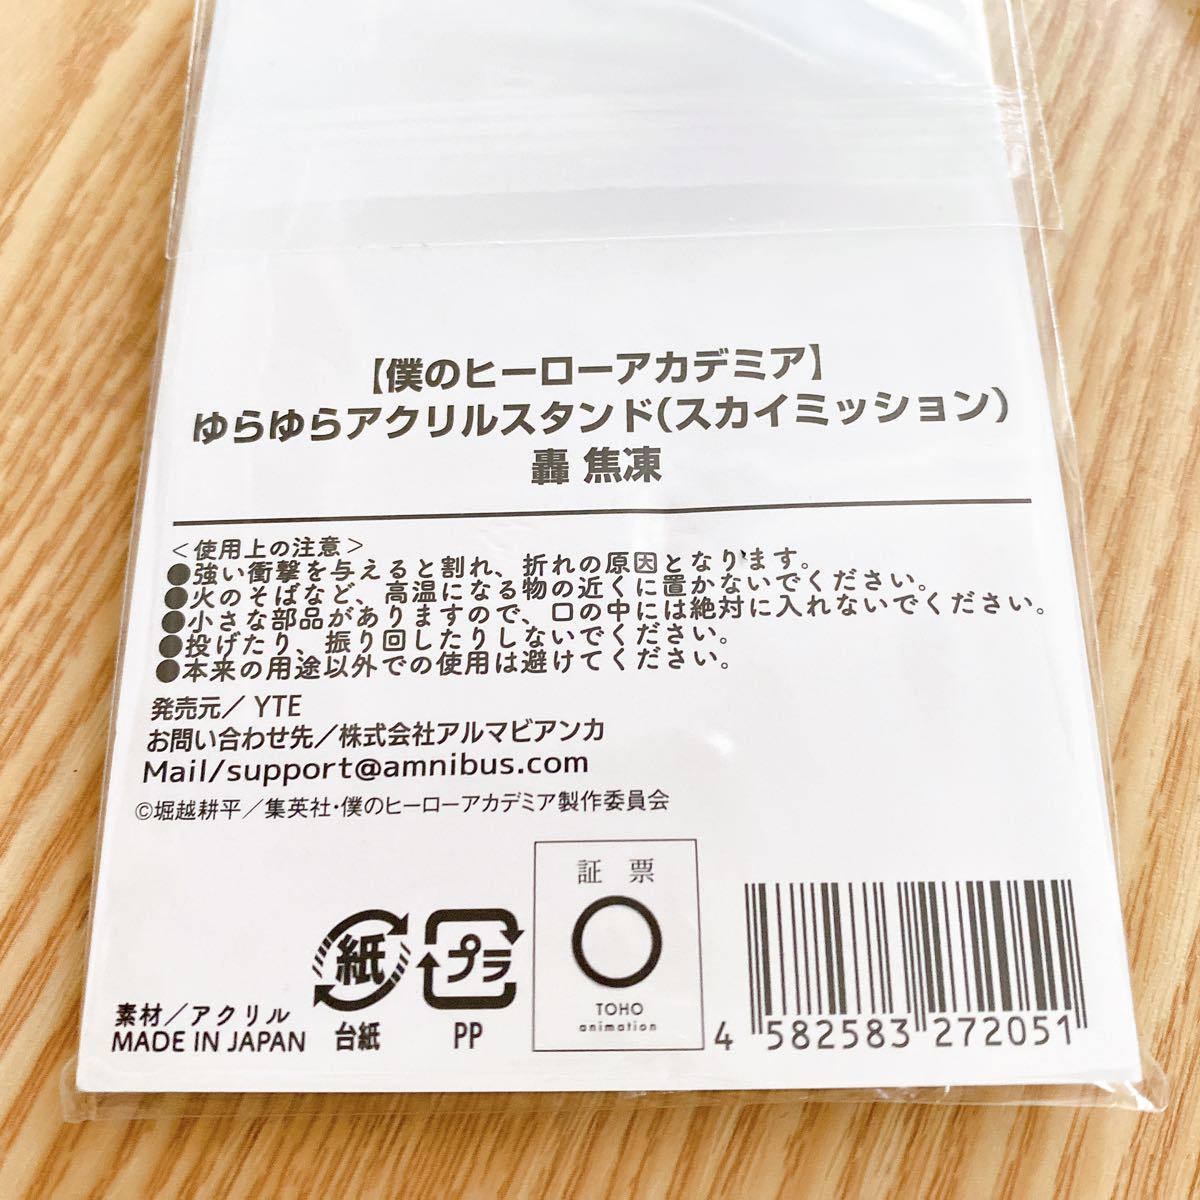 【僕のヒーローアカデミア】
ゆらゆらアクリルスタンド(スカイミッション)
轟 焦凍
＜使用上の注意＞
●強い衝撃を与えると割れ、折れの原因となります。
●火のそばなど、高温になる物の近くに置かないでください。
●小さな部品がありますので、口の中には絶対に入れないでください。
●投げたり、振り回したりしないでください。
●本来の用途以外での使用は避けてください。
発売元／YTE
お問い合わせ先／株式会社アルマビアンカ
Mail/support@amnibus.com
©堀越耕平／集英社・僕のヒーローアカデミア製作委員会
素材／アクリル
MADE IN JAPAN
紙
台紙
プラ
PP
証 票
TOHO
animation
4 582583 272051